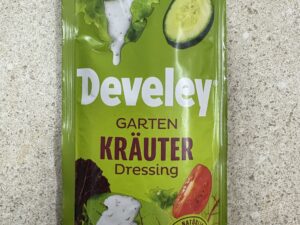 Develey
GARTEN
KRÄUTER
Dressing